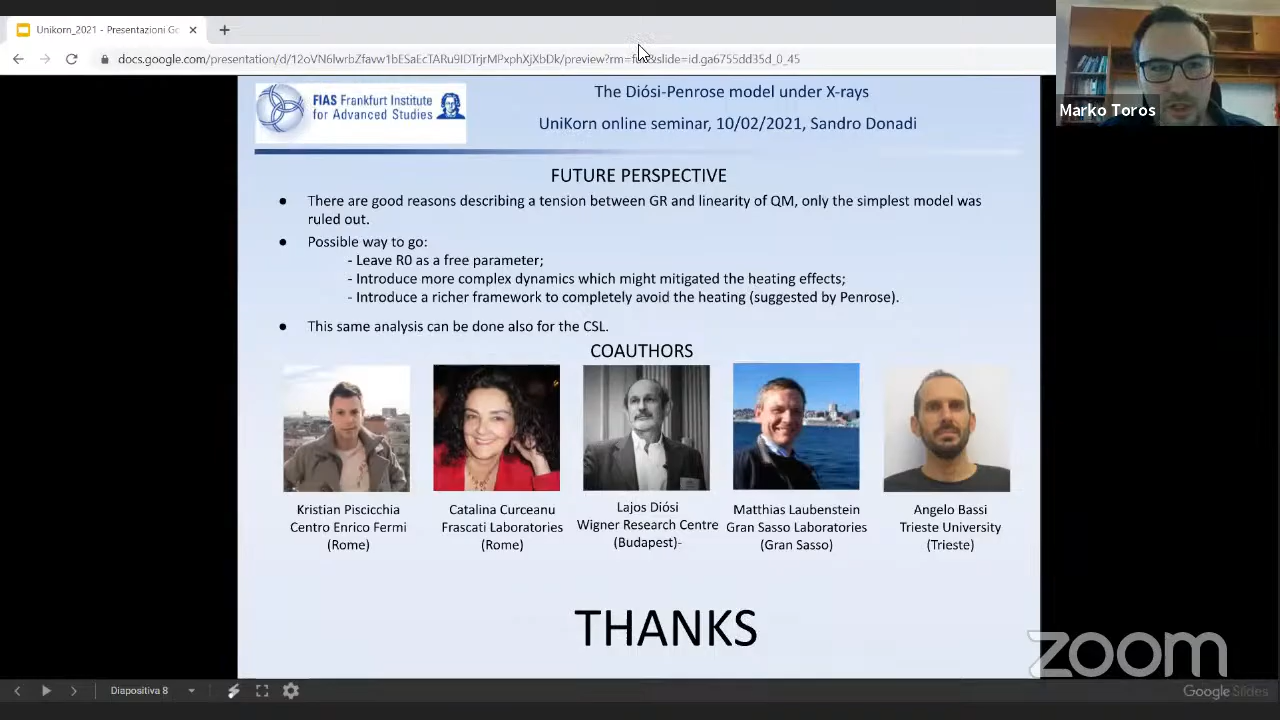 Unikorn_2021 - Presentazioni Go
docs.google.com/presentation/d/12oVN6lwrbZfavw1bESaEcTARu9IDTrjrMPxphXjXbDk/preview?rm=full&slide=id.ga6755dd35d_0_45
Marko Toros
FIAS Frankfurt Institute
for Advanced Studies
The Diósi-Penrose model under X-rays
UniKorn online seminar, 10/02/2021, Sandro Donadi
FUTURE PERSPECTIVE
● There are good reasons describing a tension between GR and linearity of QM, only the simplest model was
ruled out.
● Possible way to go:
- Leave R0 as a free parameter;
- Introduce more complex dynamics which might mitigated the heating effects;
- Introduce a richer framework to completely avoid the heating (suggested by Penrose).
● This same analysis can be done also for the CSL.
COAUTHORS
Kristian Piscicchia
Centro Enrico Fermi
(Rome)
Catalina Curceanu
Frascati Laboratories
(Rome)
Lajos Diósi
Wigner Research Centre
(Budapest)-
Matthias Laubenstein
Gran Sasso Laboratories
(Gran Sasso)
Angelo Bassi
Trieste University
(Trieste)
THANKS
zoom
Diapositiva 8
Google Slides